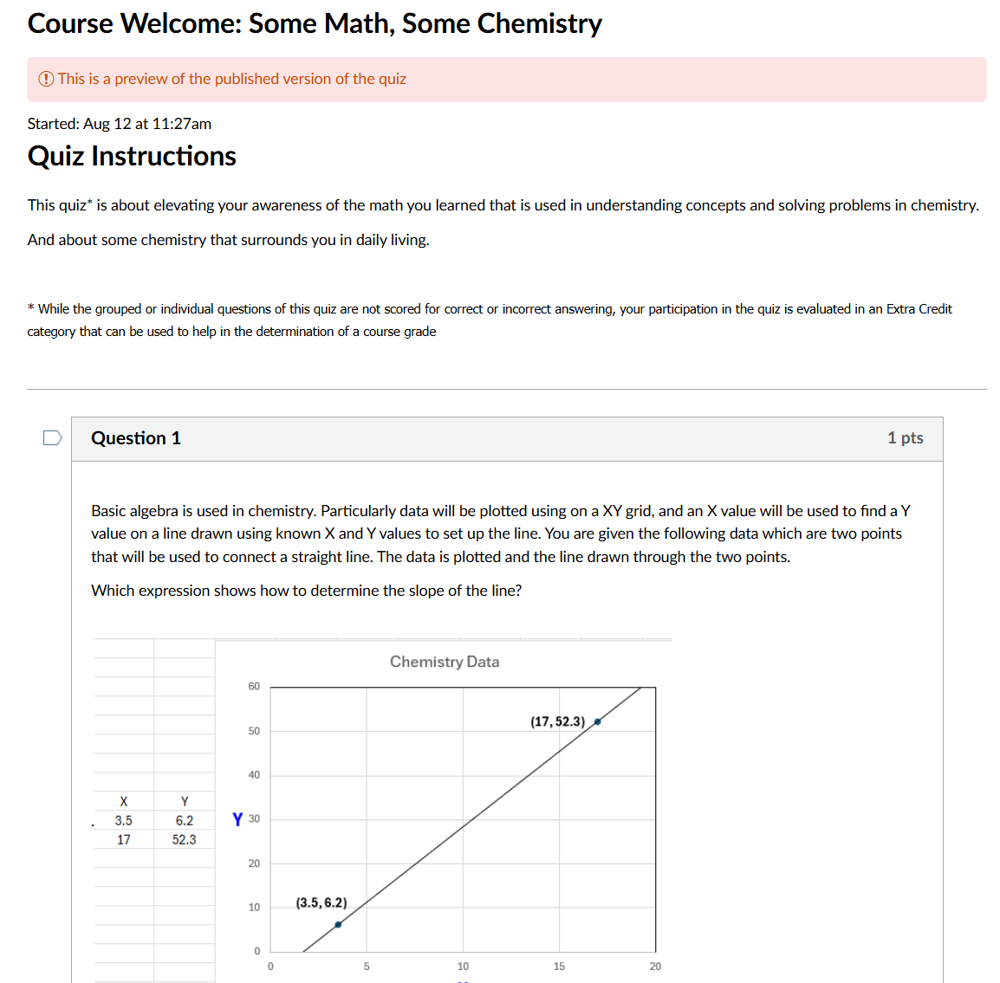 Course Welcome: Some Math, Some Chemistry
This is a preview of the published version of the quiz
Started: Aug 12 at 11:27am
Quiz Instructions
This quiz* is about elevating your awareness of the math you learned that is used in understanding concepts and solving problems in chemistry.
And about some chemistry that surrounds you in daily living.
* While the grouped or individual questions of this quiz are not scored for correct or incorrect answering, your participation in the quiz is evaluated in an Extra Credit
category that can be used to help in the determination of a course grade
Question 1 1 pts
Basic algebra is used in chemistry. Particularly data will be plotted using on a XY grid, and an X value will be used to find a Y
value on a line drawn using known X and Y values to set up the line. You are given the following data which are two points
that will be used to connect a straight line. The data is plotted and the line drawn through the two points.
Which expression shows how to determine the slope of the line?
Chemistry Data
60
(17, 52.3)
50
40
X Y
. 3.5 6.2
17 52.3
Y 30
20
(3.5, 6.2)
10
0
0 5 10 15 20